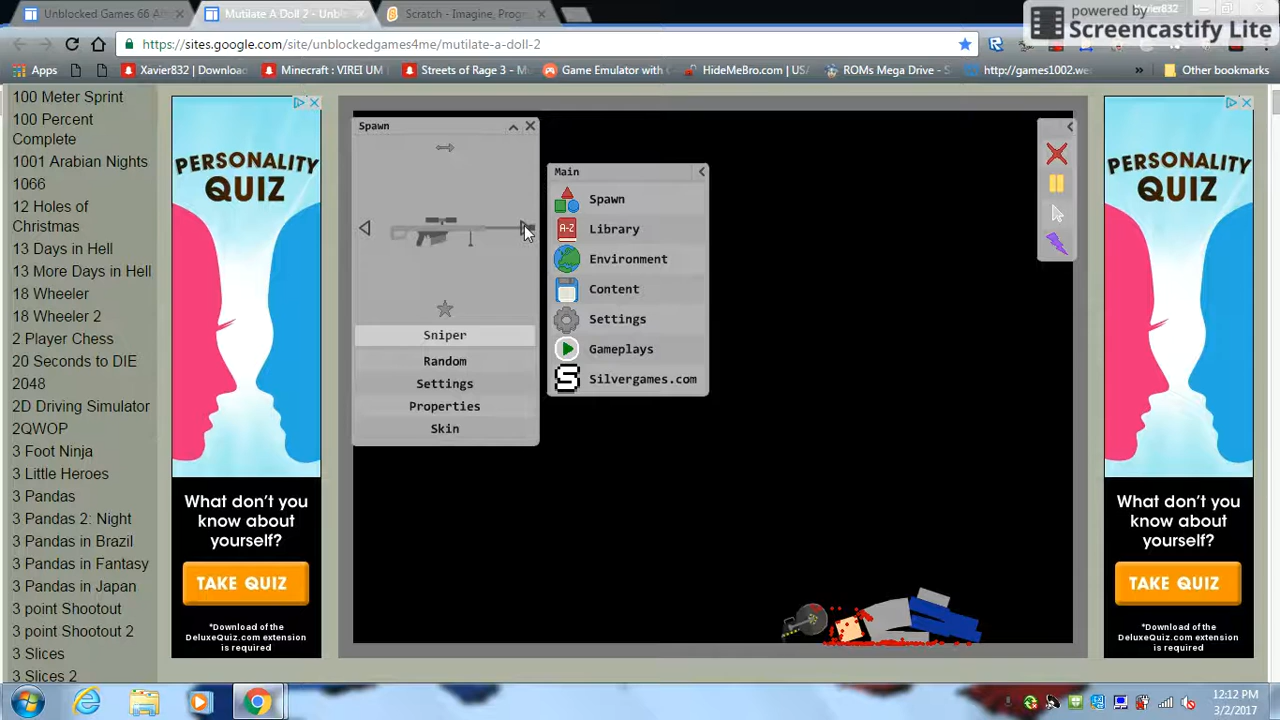 Unblocked Games 66 At
Mutilate A Doll 2 - Unbl
Scratch - Imagine, Prog
Xavier832
powered by
Screencastify Lite
https://sites.google.com/site/unblockedgames4me/mutilate-a-doll-2
Apps
Xavier832 | Download
Minecraft : VIREI UM
Streets of Rage 3 - M
Game Emulator with
HideMeBro.com | US
ROMs Mega Drive -
http://games1002.we
»
Other bookmarks
100 Meter Sprint
100 Percent
Complete
1001 Arabian Nights
1066
12 Holes of
Christmas
13 Days in Hell
13 More Days in Hell
18 Wheeler
18 Wheeler 2
2 Player Chess
20 Seconds to DIE
2048
2D Driving Simulator
2QWOP
3 Foot Ninja
3 Little Heroes
3 Pandas
3 Pandas 2: Night
3 Pandas in Brazil
3 Pandas in Fantasy
3 Pandas in Japan
3 point Shootout
3 point Shootout 2
3 Slices
3 Slices 2
PERSONALITY
QUIZ
What don't you
know about
yourself?
TAKE QUIZ
*Download of the
DeluxeQuiz.com extension
is required
Spawn
Sniper
Random
Settings
Properties
Skin
Main
Spawn
A-Z
Library
Environment
Content
Settings
Gameplays
S
Silvergames.com
PERSONALITY
QUIZ
What don't you
know about
yourself?
TAKE QUIZ
*Download of the
DeluxeQuiz.com extension
is required
12:12 PM
3/2/2017